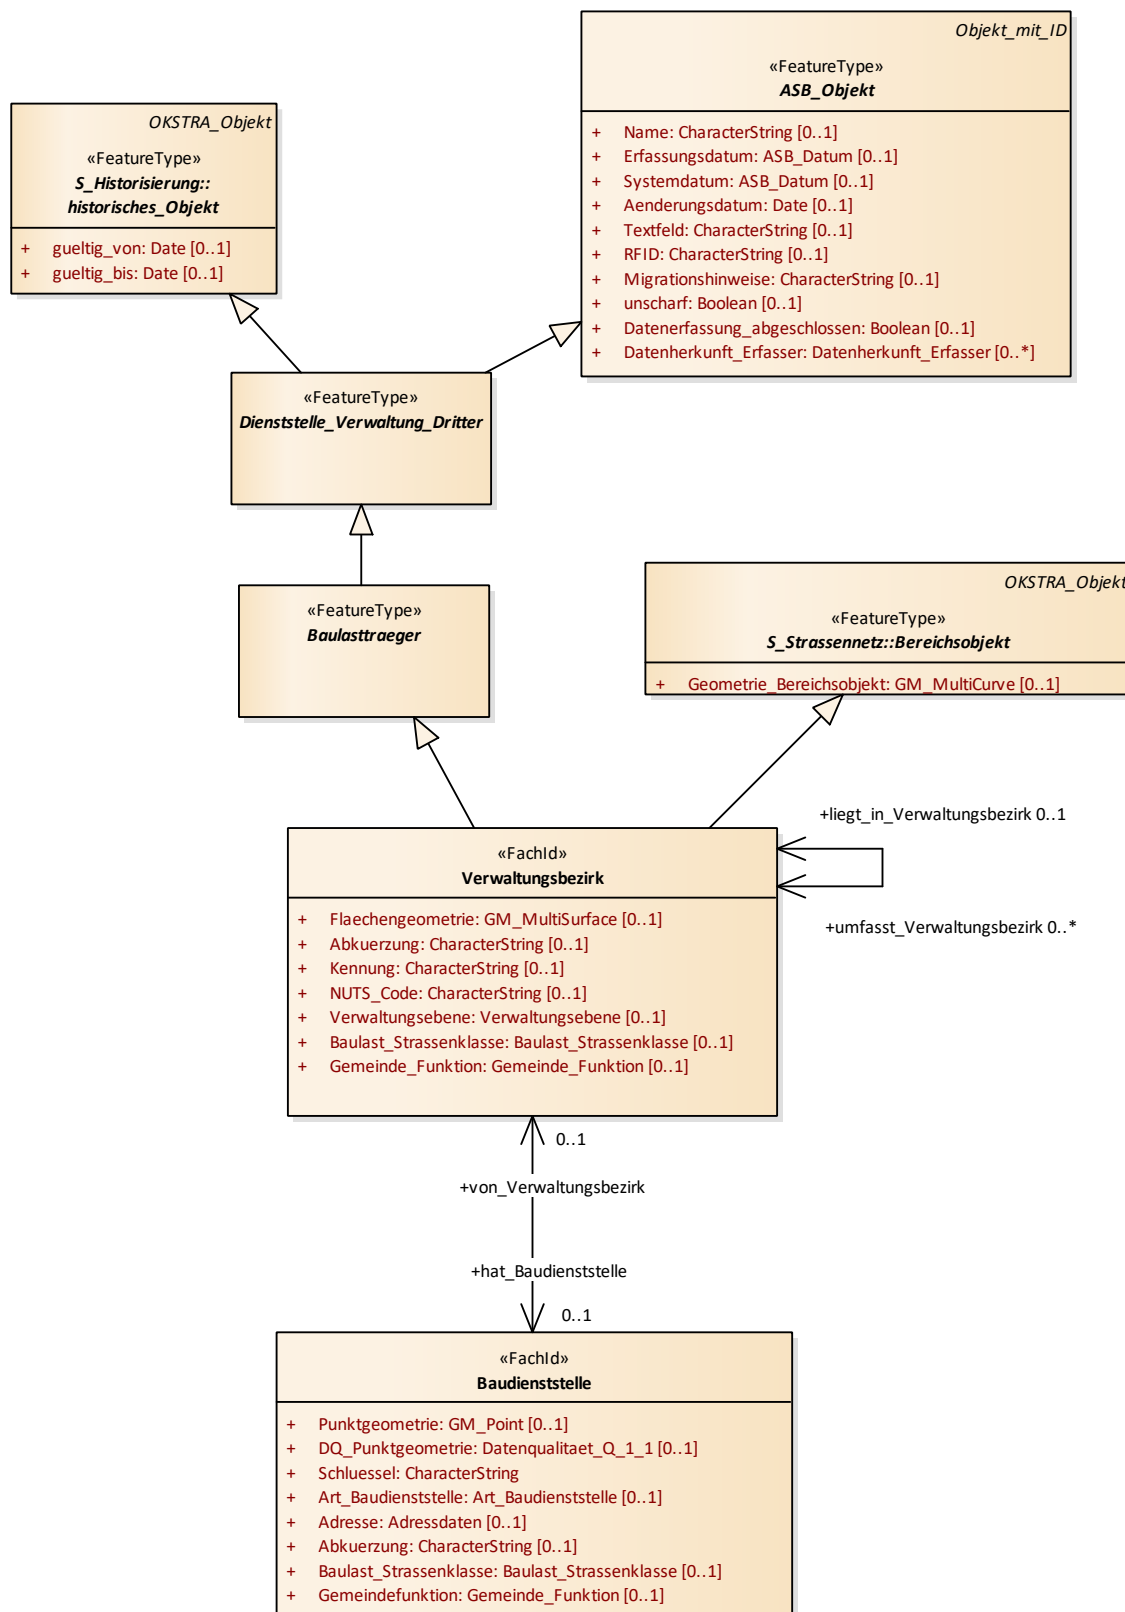 Objekt_mit_ID
«FeatureType»
ASB_Objekt
+ Name: CharacterString [0..1]
+ Erfassungsdatum: ASB_Datum [0..1]
+ Systemdatum: ASB_Datum [0..1]
+ Aenderungsdatum: Date [0..1]
+ Textfeld: CharacterString [0..1]
+ RFID: CharacterString [0..1]
+ Migrationshinweise: CharacterString [0..1]
+ unscharf: Boolean [0..1]
+ Datenerfassung_abgeschlossen: Boolean [0..1]
+ Datenherkunft_Erfasser: Datenherkunft_Erfasser [0..*]
OKSTRA_Objekt
«FeatureType»
S_Historisierung::
historisches_Objekt
+ gueltig_von: Date [0..1]
+ gueltig_bis: Date [0..1]
«FeatureType»
Dienststelle_Verwaltung_Dritter
«FeatureType»
Baulasttraeger
OKSTRA_Objekt
«FeatureType»
S_Strassennetz::Bereichsobjekt
+ Geometrie_Bereichsobjekt: GM_MultiCurve [0..1]
+liegt_in_Verwaltungsbezirk 0..1
+umfasst_Verwaltungsbezirk 0..*
«FachId»
Verwaltungsbezirk
+ Flaechengeometrie: GM_MultiSurface [0..1]
+ Abkuerzung: CharacterString [0..1]
+ Kennung: CharacterString [0..1]
+ NUTS_Code: CharacterString [0..1]
+ Verwaltungsebene: Verwaltungsebene [0..1]
+ Baulast_Strassenklasse: Baulast_Strassenklasse [0..1]
+ Gemeinde_Funktion: Gemeinde_Funktion [0..1]
0..1
+von_Verwaltungsbezirk
+hat_Baudienststelle
0..1
«FachId»
Baudienststelle
+ Punktgeometrie: GM_Point [0..1]
+ DQ_Punktgeometrie: Datenqualitaet_Q_1_1 [0..1]
+ Schluessel: CharacterString
+ Art_Baudienststelle: Art_Baudienststelle [0..1]
+ Adresse: Adressdaten [0..1]
+ Abkuerzung: CharacterString [0..1]
+ Baulast_Strassenklasse: Baulast_Strassenklasse [0..1]
+ Gemeindefunktion: Gemeinde_Funktion [0..1]